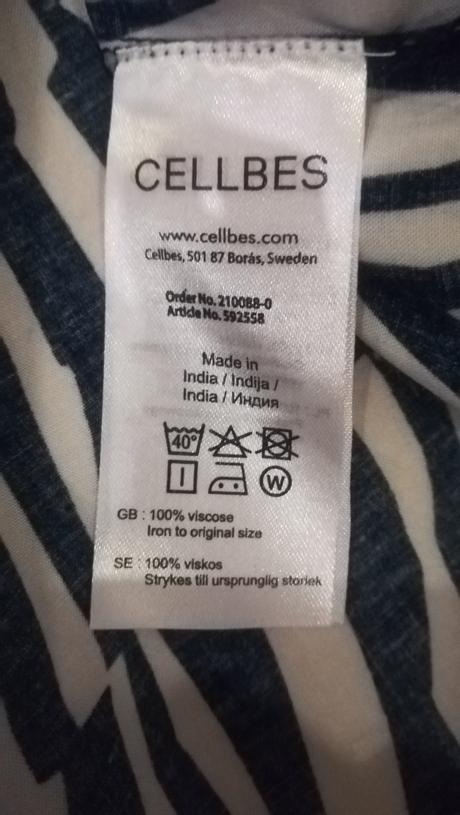 CELLBES
www.cellbes.com
Cellbes, 501 87 Borås, Sweden
Order No. 210088-0
Article No. 592558
Made in
India / Indija /
India / Индия
40°
W
GB : 100% viscose
Iron to original size
SE : 100% viskos
Strykes till ursprunglig storlek